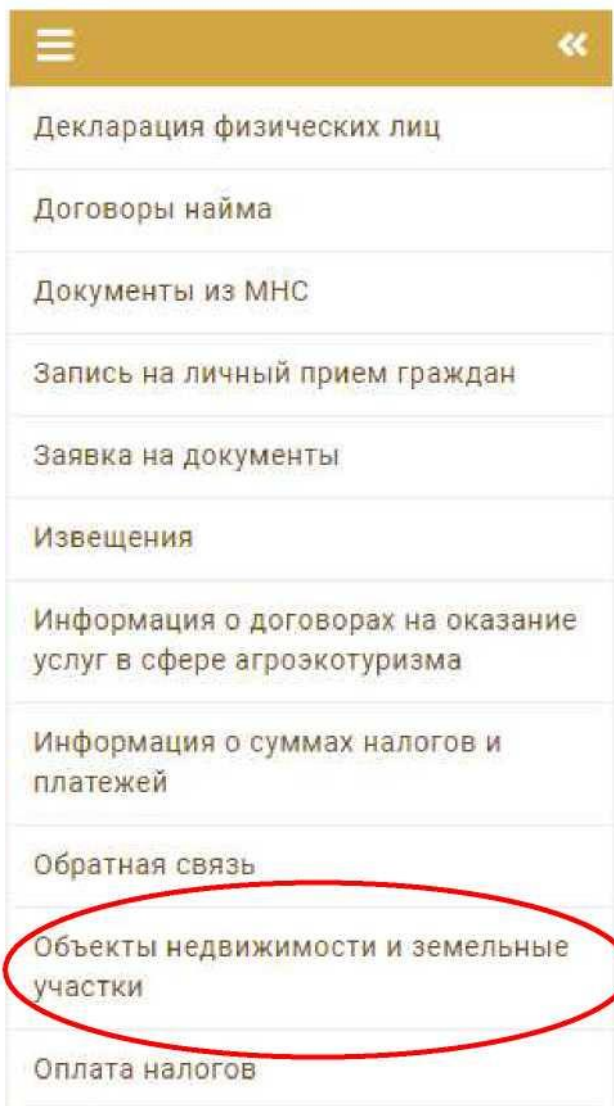 Декларация физических лиц
Договоры найма
Документы из МНС
Запись на личный прием граждан
Заявка на документы
Извещения
Информация о договорах на оказание
услуг в сфере агроэкотуризма
Информация о суммах налогов и
платежей
Обратная связь
Объекты недвижимости и земельные
участки
Оплата налогов